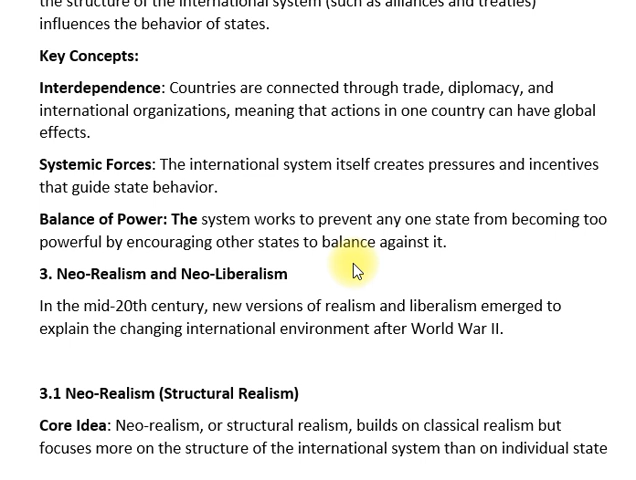 the structure of the international system (such as alliances and treaties)
influences the behavior of states.
Key Concepts:
Interdependence: Countries are connected through trade, diplomacy, and
international organizations, meaning that actions in one country can have global
effects.
Systemic Forces: The international system itself creates pressures and incentives
that guide state behavior.
Balance of Power: The system works to prevent any one state from becoming too
powerful by encouraging other states to balance against it.
3. Neo-Realism and Neo-Liberalism
In the mid-20th century, new versions of realism and liberalism emerged to
explain the changing international environment after World War II.
3.1 Neo-Realism (Structural Realism)
Core Idea: Neo-realism, or structural realism, builds on classical realism but
focuses more on the structure of the international system than on individual state